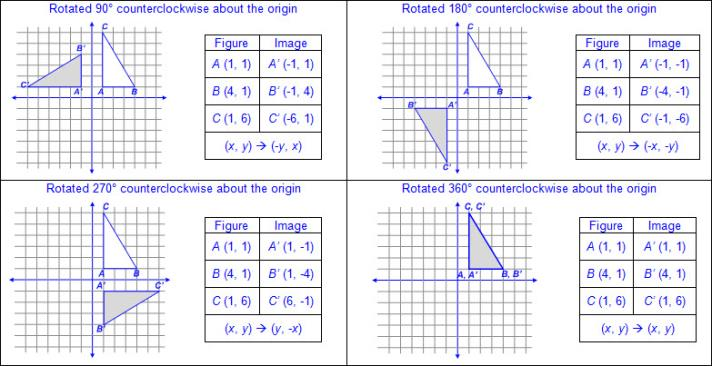 Rotated 90° counterclockwise about the origin
C
B'
C'
A'
A
B
Figure Image
A (1, 1) A' (-1, 1)
B (4, 1) B' (-1, 4)
C (1, 6) C' (-6, 1)
(x, y) → (-y, x)
Rotated 180° counterclockwise about the origin
C
A
B
B'
A'
C'
Figure Image
A (1, 1) A' (-1, -1)
B (4, 1) B' (-4, -1)
C (1, 6) C' (-1, -6)
(x, y) → (-x, -y)
Rotated 270° counterclockwise about the origin
C
A
B
A'
C'
B'
Figure Image
A (1, 1) A' (1, -1)
B (4, 1) B' (1, -4)
C (1, 6) C' (6, -1)
(x, y) → (y, -x)
Rotated 360° counterclockwise about the origin
C, C'
A, A'
B, B'
Figure Image
A (1, 1) A' (1, 1)
B (4, 1) B' (4, 1)
C (1, 6) C' (1, 6)
(x, y) → (x, y)